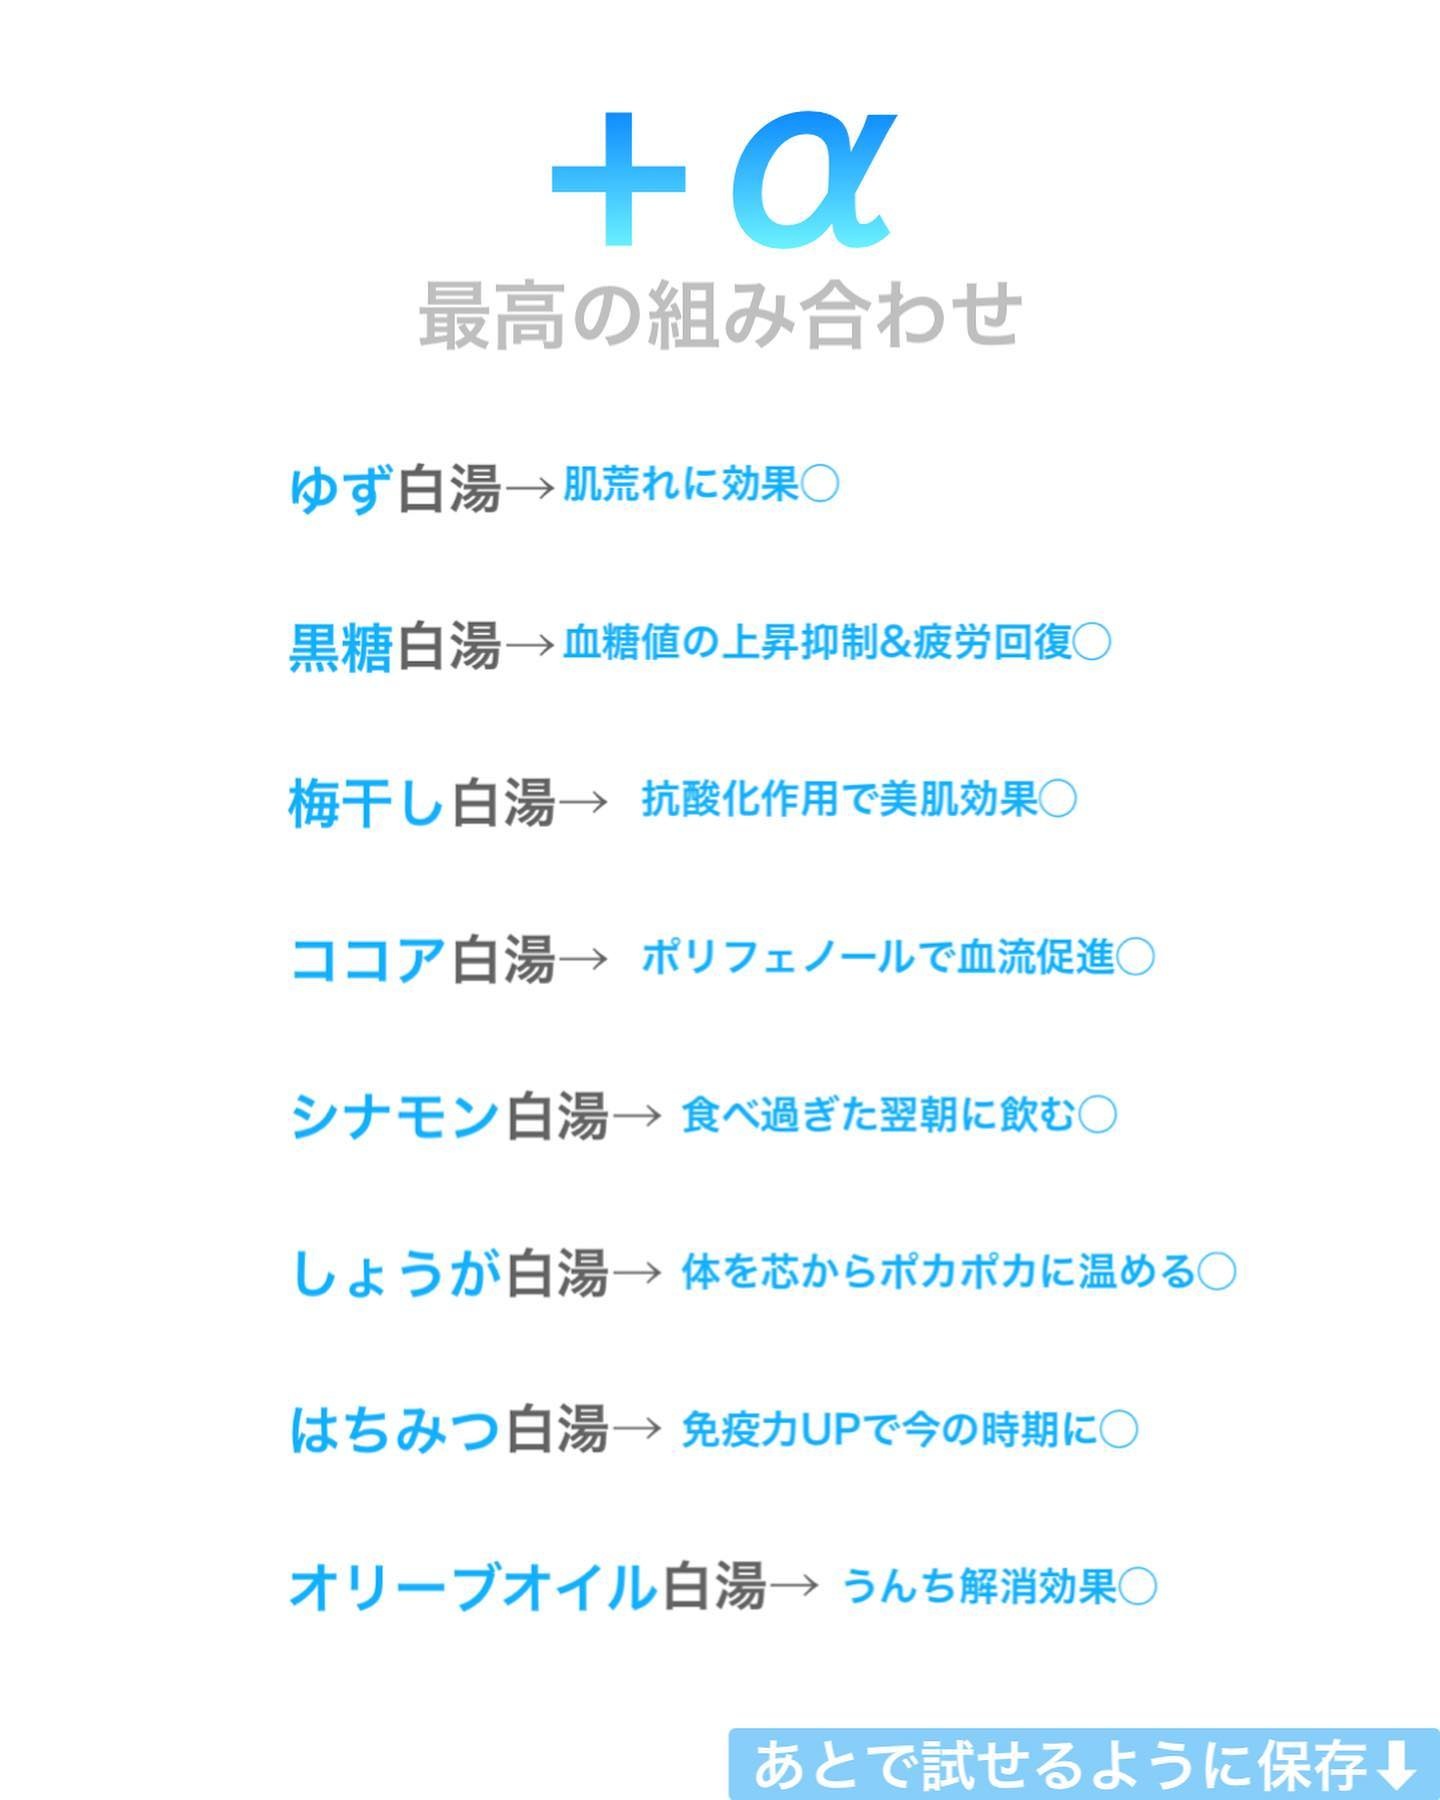 +α
最高の組み合わせ
ゆず白湯→肌荒れに効果◯
黒糖白湯→血糖値の上昇抑制&疲労回復◯
梅干し白湯→ 抗酸化作用で美肌効果◯
ココア白湯→ ポリフェノールで血流促進◯
シナモン白湯→ 食べ過ぎた翌朝に飲む◯
しょうが白湯→ 体を芯からポカポカに温める◯
はちみつ白湯→ 免疫力UPで今の時期に◯
オリーブオイル白湯→ うんち解消効果◯
あとで試せるように保存⬇